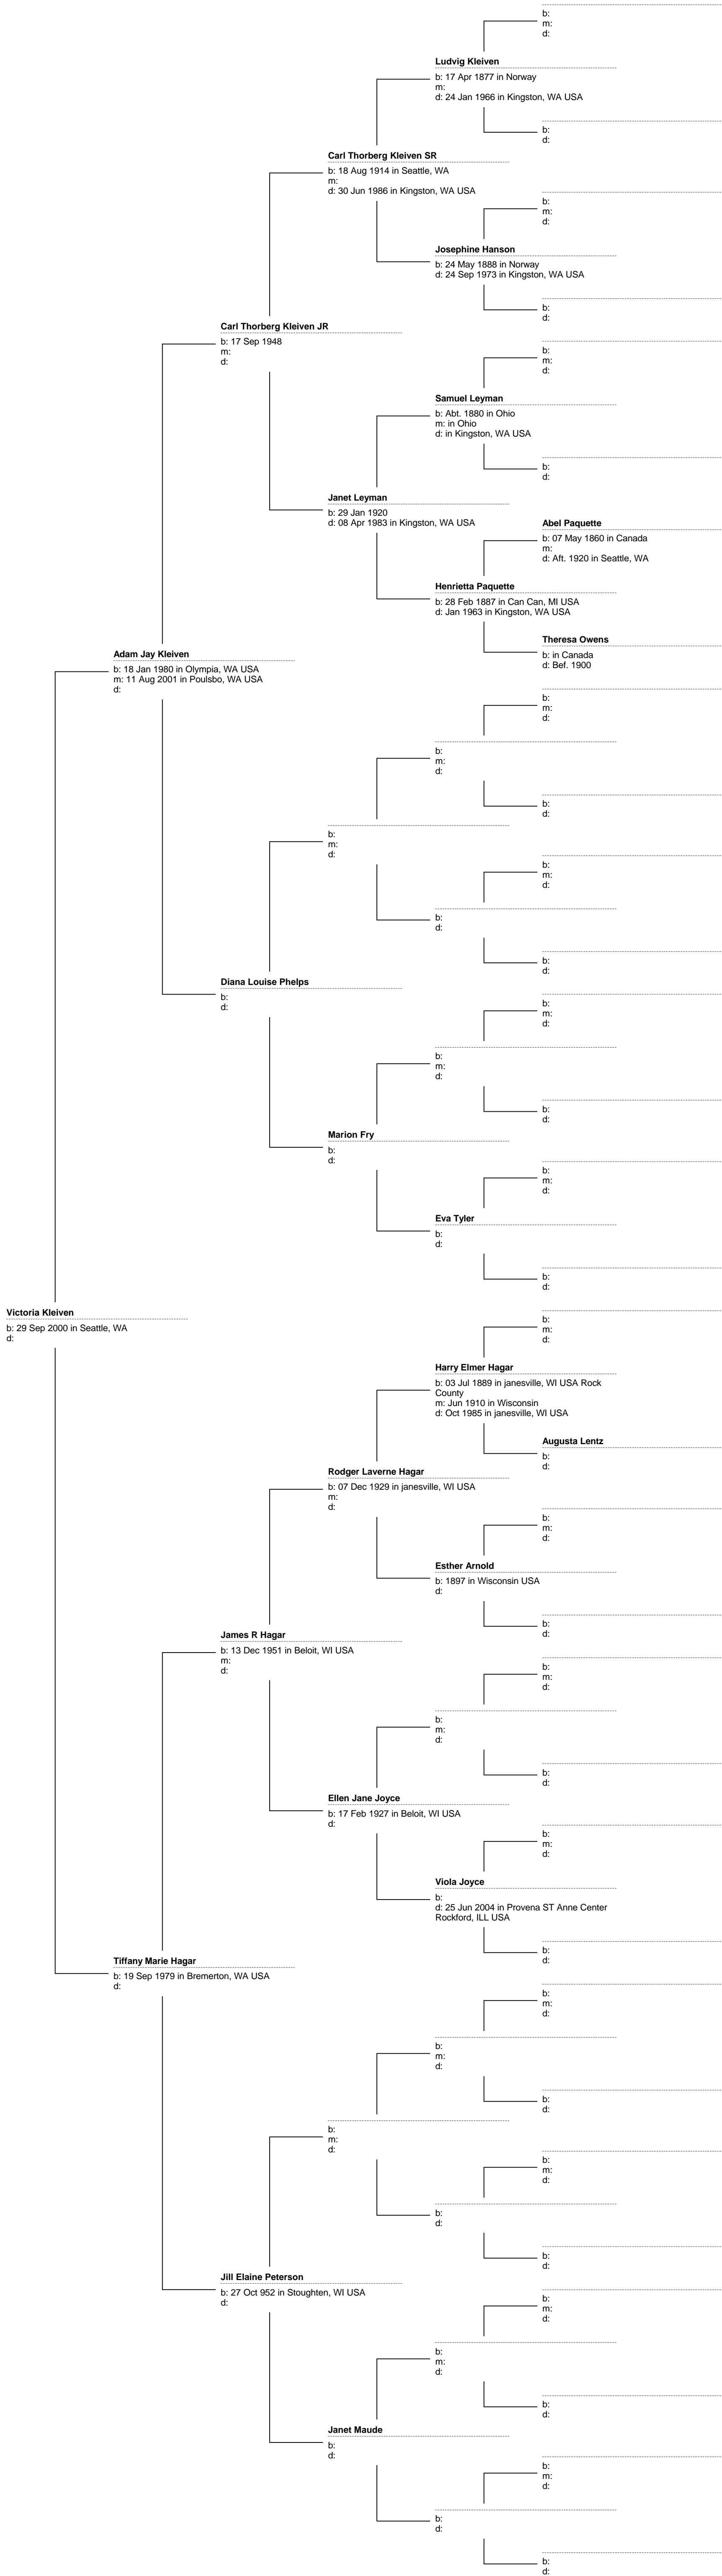 b:
m:
d:
Ludvig Kleiven
b: 17 Apr 1877 in Norway
m:
d: 24 Jan 1966 in Kingston, WA USA
b:
d:
Carl Thorberg Kleiven SR
b: 18 Aug 1914 in Seattle, WA
m:
d: 30 Jun 1986 in Kingston, WA USA
b:
m:
d:
Josephine Hanson
b: 24 May 1888 in Norway
d: 24 Sep 1973 in Kingston, WA USA
b:
d:
Carl Thorberg Kleiven JR
b: 17 Sep 1948
m:
d:
b:
m:
d:
Samuel Leyman
b: Abt. 1880 in Ohio
m: in Ohio
d: in Kingston, WA USA
b:
d:
Janet Leyman
b: 29 Jan 1920
d: 08 Apr 1983 in Kingston, WA USA
Abel Paquette
b: 07 May 1860 in Canada
m:
d: Aft. 1920 in Seattle, WA
Henrietta Paquette
b: 28 Feb 1887 in Can Can, MI USA
d: Jan 1963 in Kingston, WA USA
Theresa Owens
b: in Canada
d: Bef. 1900
Adam Jay Kleiven
b: 18 Jan 1980 in Olympia, WA USA
m: 11 Aug 2001 in Poulsbo, WA USA
d:
b:
m:
d:
b:
m:
d:
b:
d:
b:
m:
d:
b:
m:
d:
b:
d:
b:
d:
Diana Louise Phelps
b:
d:
b:
m:
d:
b:
m:
d:
b:
d:
Marion Fry
b:
d:
b:
m:
d:
Eva Tyler
b:
d:
b:
d:
Victoria Kleiven
b: 29 Sep 2000 in Seattle, WA
d:
b:
m:
d:
Harry Elmer Hagar
b: 03 Jul 1889 in janesville, WI USA Rock
County
m: Jun 1910 in Wisconsin
d: Oct 1985 in janesville, WI USA
Augusta Lentz
b:
d:
Rodger Laverne Hagar
b: 07 Dec 1929 in janesville, WI USA
m:
d:
b:
m:
d:
Esther Arnold
b: 1897 in Wisconsin USA
d:
b:
d:
James R Hagar
b: 13 Dec 1951 in Beloit, WI USA
m:
d:
b:
m:
d:
b:
m:
d:
b:
d:
Ellen Jane Joyce
b: 17 Feb 1927 in Beloit, WI USA
d:
b:
m:
d:
Viola Joyce
b:
d: 25 Jun 2004 in Provena ST Anne Center
Rockford, ILL USA
b:
d:
Tiffany Marie Hagar
b: 19 Sep 1979 in Bremerton, WA USA
d:
b:
m:
d:
b:
m:
d:
b:
d:
b:
m:
d:
b:
m:
d:
b:
d:
b:
d:
Jill Elaine Peterson
b: 27 Oct 952 in Stoughten, WI USA
d:
b:
m:
d:
b:
m:
d:
b:
d:
Janet Maude
b:
d:
b:
m:
d:
b:
d:
b:
d: